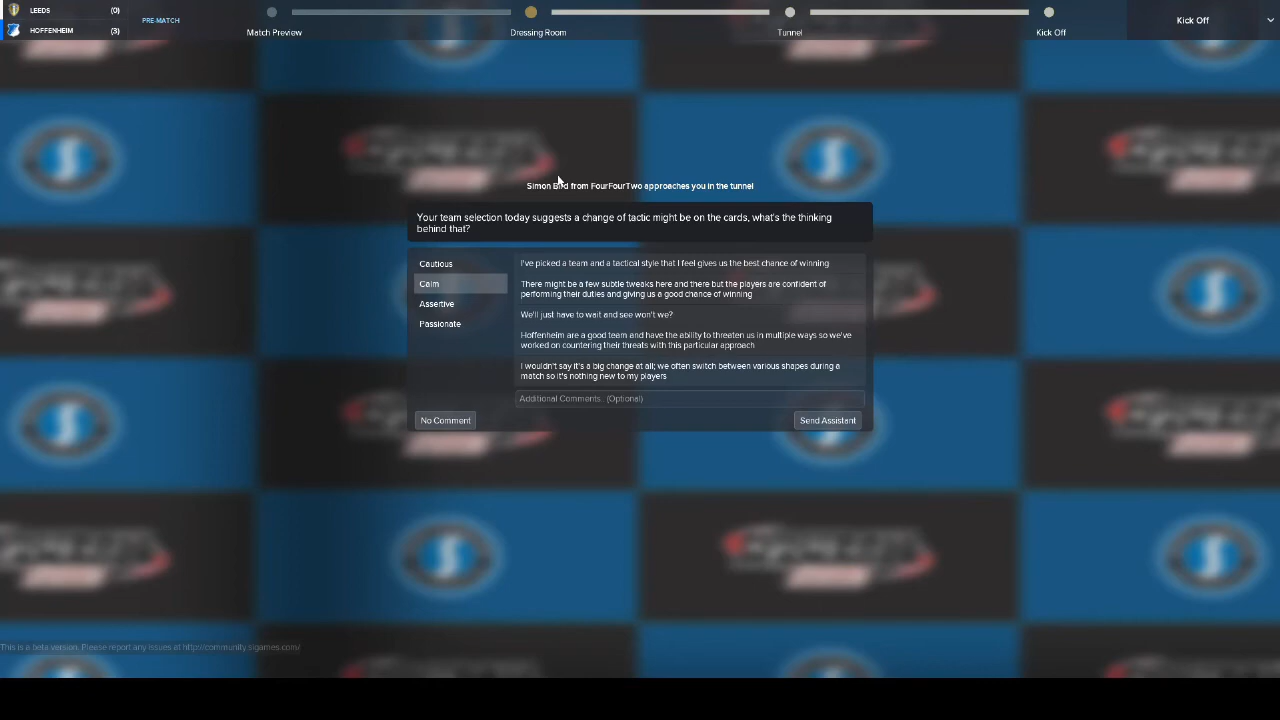 LEEDS (0)
HOFFENHEIM (3)
PRE-MATCH
Match Preview
Dressing Room
Tunnel
Kick Off
Kick Off
Simon Bird from FourFourTwo approaches you in the tunnel
Your team selection today suggests a change of tactic might be on the cards, what's the thinking
behind that?
Cautious
Calm
Assertive
Passionate
I've picked a team and a tactical style that I feel gives us the best chance of winning
There might be a few subtle tweaks here and there but the players are confident of
performing their duties and giving us a good chance of winning
We'll just have to wait and see won't we?
Hoffenheim are a good team and have the ability to threaten us in multiple ways so we've
worked on countering their threats with this particular approach
I wouldn't say it's a big change at all; we often switch between various shapes during a
match so it's nothing new to my players
Additional Comments.. (Optional)
No Comment
Send Assistant
This is a beta version. Please report any issues at http://community.sigames.com/